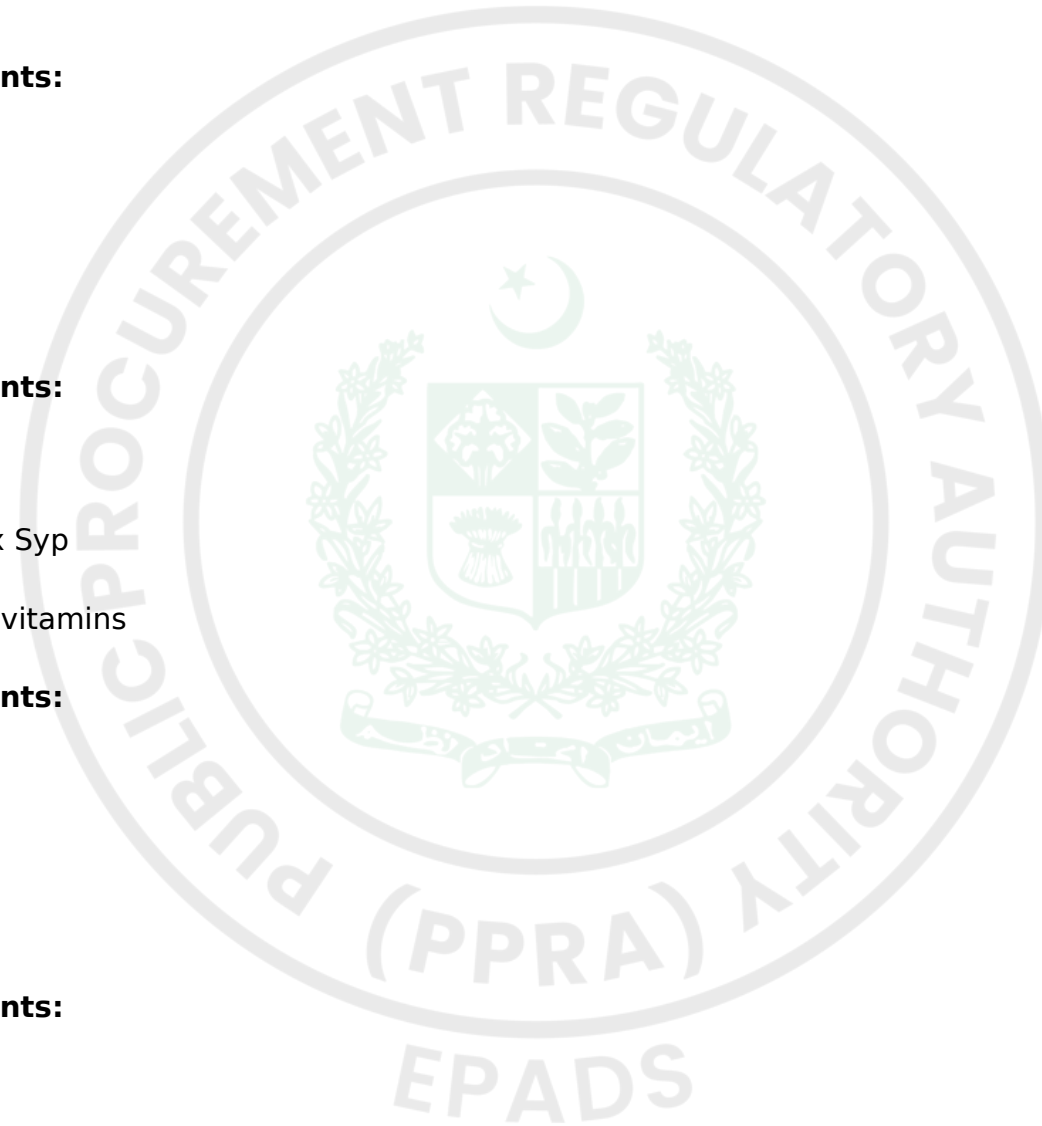 nts:
nts:
x Syp
vitamins
nts:
nts:
PUBLIC PROCUREMENT REGULATORY AUTHORITY
(PPRA)
EPADS